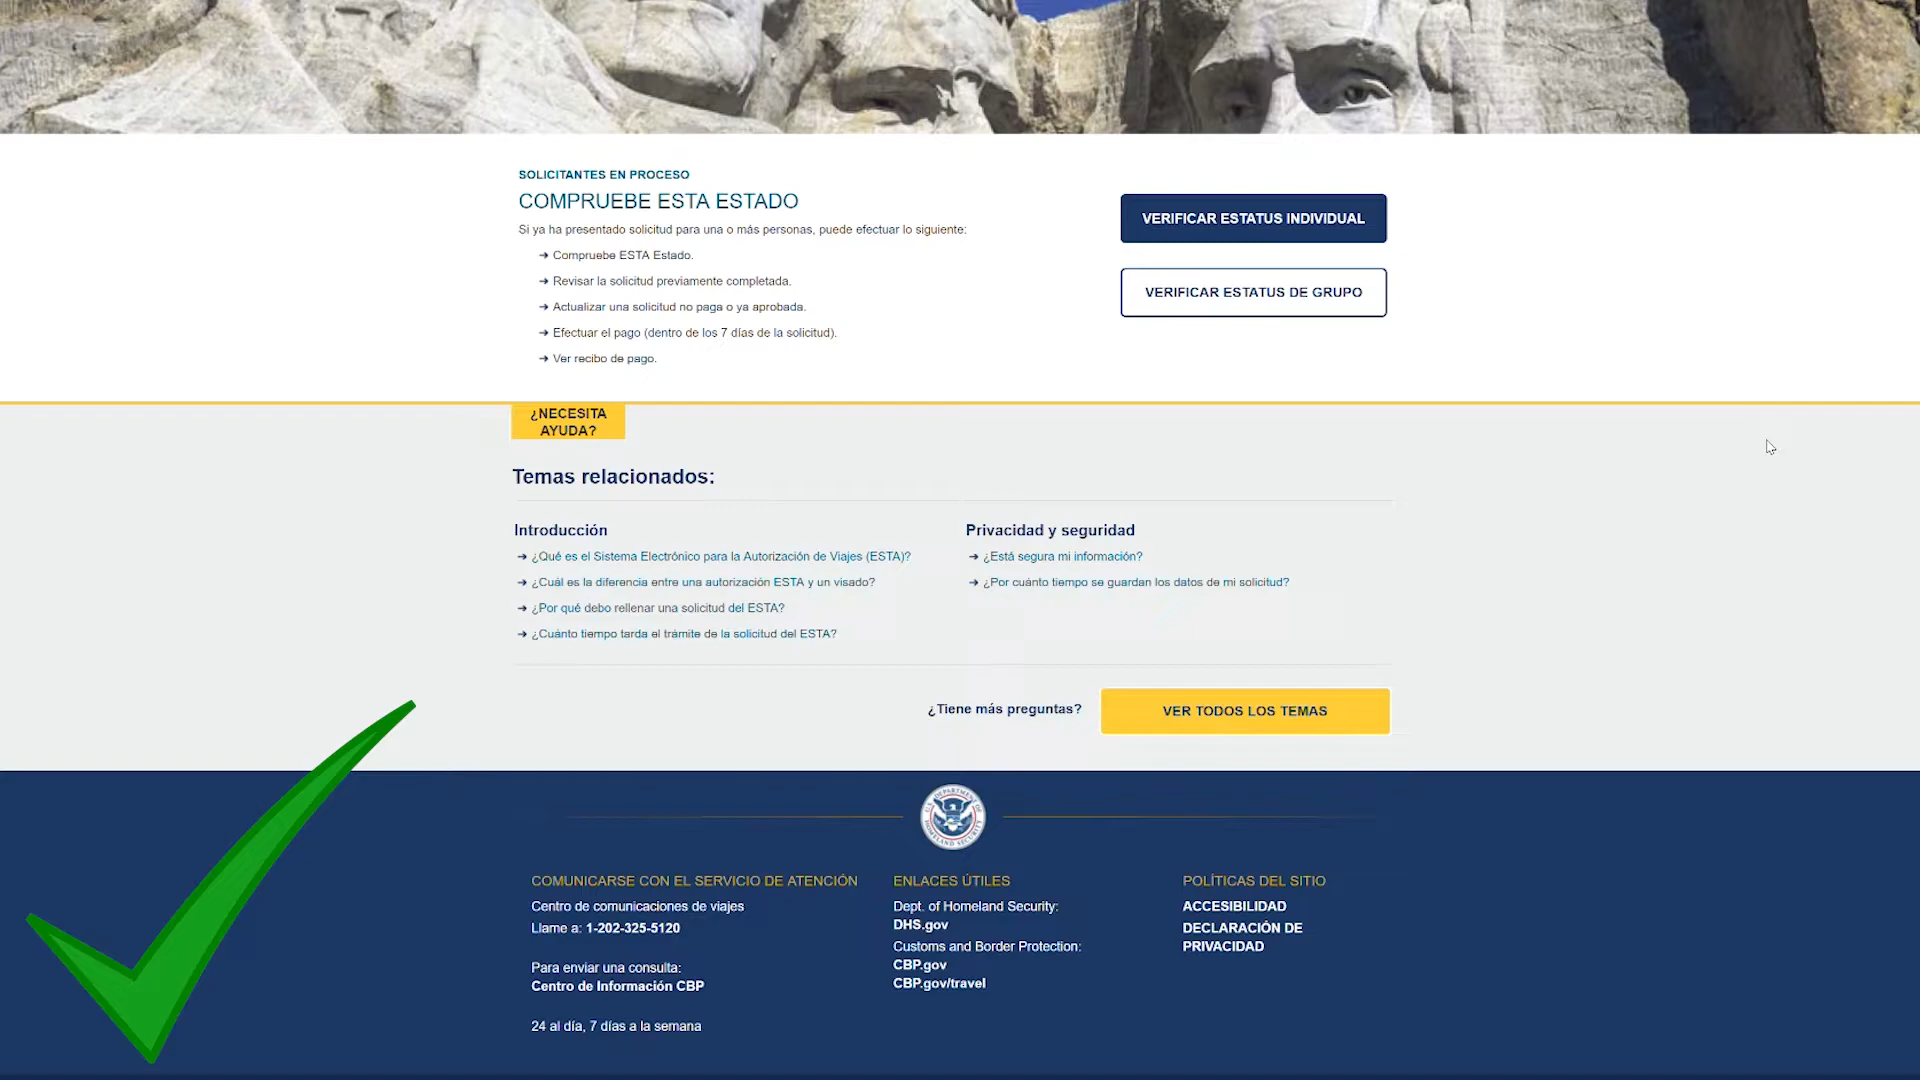 SOLICITANTES EN PROCESO
COMPRUEBE ESTA ESTADO
Si ya ha presentado solicitud para una o más personas, puede efectuar lo siguiente:
➔ Compruebe ESTA Estado.
➔ Revisar la solicitud previamente completada.
➔ Actualizar una solicitud no paga o ya aprobada.
➔ Efectuar el pago (dentro de los 7 días de la solicitud).
➔ Ver recibo de pago.
VERIFICAR ESTATUS INDIVIDUAL
VERIFICAR ESTATUS DE GRUPO
¿NECESITA
AYUDA?
Temas relacionados:
Introducción
➔ ¿Qué es el Sistema Electrónico para la Autorización de Viajes (ESTA)?
➔ ¿Cuál es la diferencia entre una autorización ESTA y un visado?
➔ ¿Por qué debo rellenar una solicitud del ESTA?
➔ ¿Cuánto tiempo tarda el trámite de la solicitud del ESTA?
Privacidad y seguridad
➔ ¿Está segura mi información?
➔ ¿Por cuánto tiempo se guardan los datos de mi solicitud?
¿Tiene más preguntas?
VER TODOS LOS TEMAS
U.S. DEPARTMENT OF
HOMELAND SECURITY
COMUNICARSE CON EL SERVICIO DE ATENCIÓN
Centro de comunicaciones de viajes
Llame a: 1-202-325-5120
Para enviar una consulta:
Centro de Información CBP
24 al día, 7 días a la semana
ENLACES ÚTILES
Dept. of Homeland Security:
DHS.gov
Customs and Border Protection:
CBP.gov
CBP.gov/travel
POLÍTICAS DEL SITIO
ACCESIBILIDAD
DECLARACIÓN DE
PRIVACIDAD